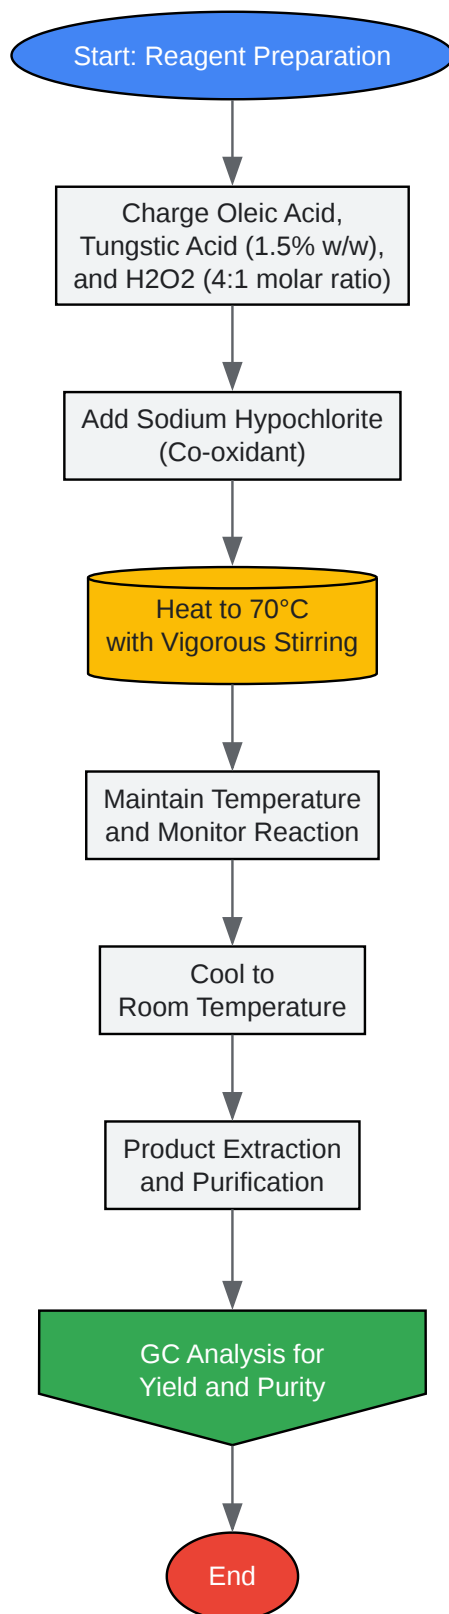 Start: Reagent Preparation
Charge Oleic Acid,
Tungstic Acid (1.5% w/w),
and H2O2 (4:1 molar ratio)
Add Sodium Hypochlorite
(Co-oxidant)
Heat to 70°C
with Vigorous Stirring
Maintain Temperature
and Monitor Reaction
Cool to
Room Temperature
Product Extraction
and Purification
GC Analysis for
Yield and Purity
End